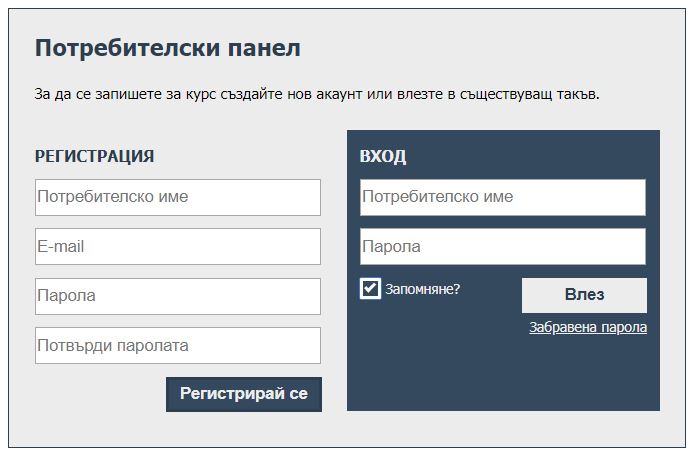 Потребителски панел
За да се запишете за курс създайте нов акаунт или влезте в съществуващ такъв.
РЕГИСТРАЦИЯ
Потребителско име
E-mail
Парола
Потвърди паролата
Регистрирай се
ВХОД
Потребителско име
Парола
Запомняне?
Влез
Забравена парола